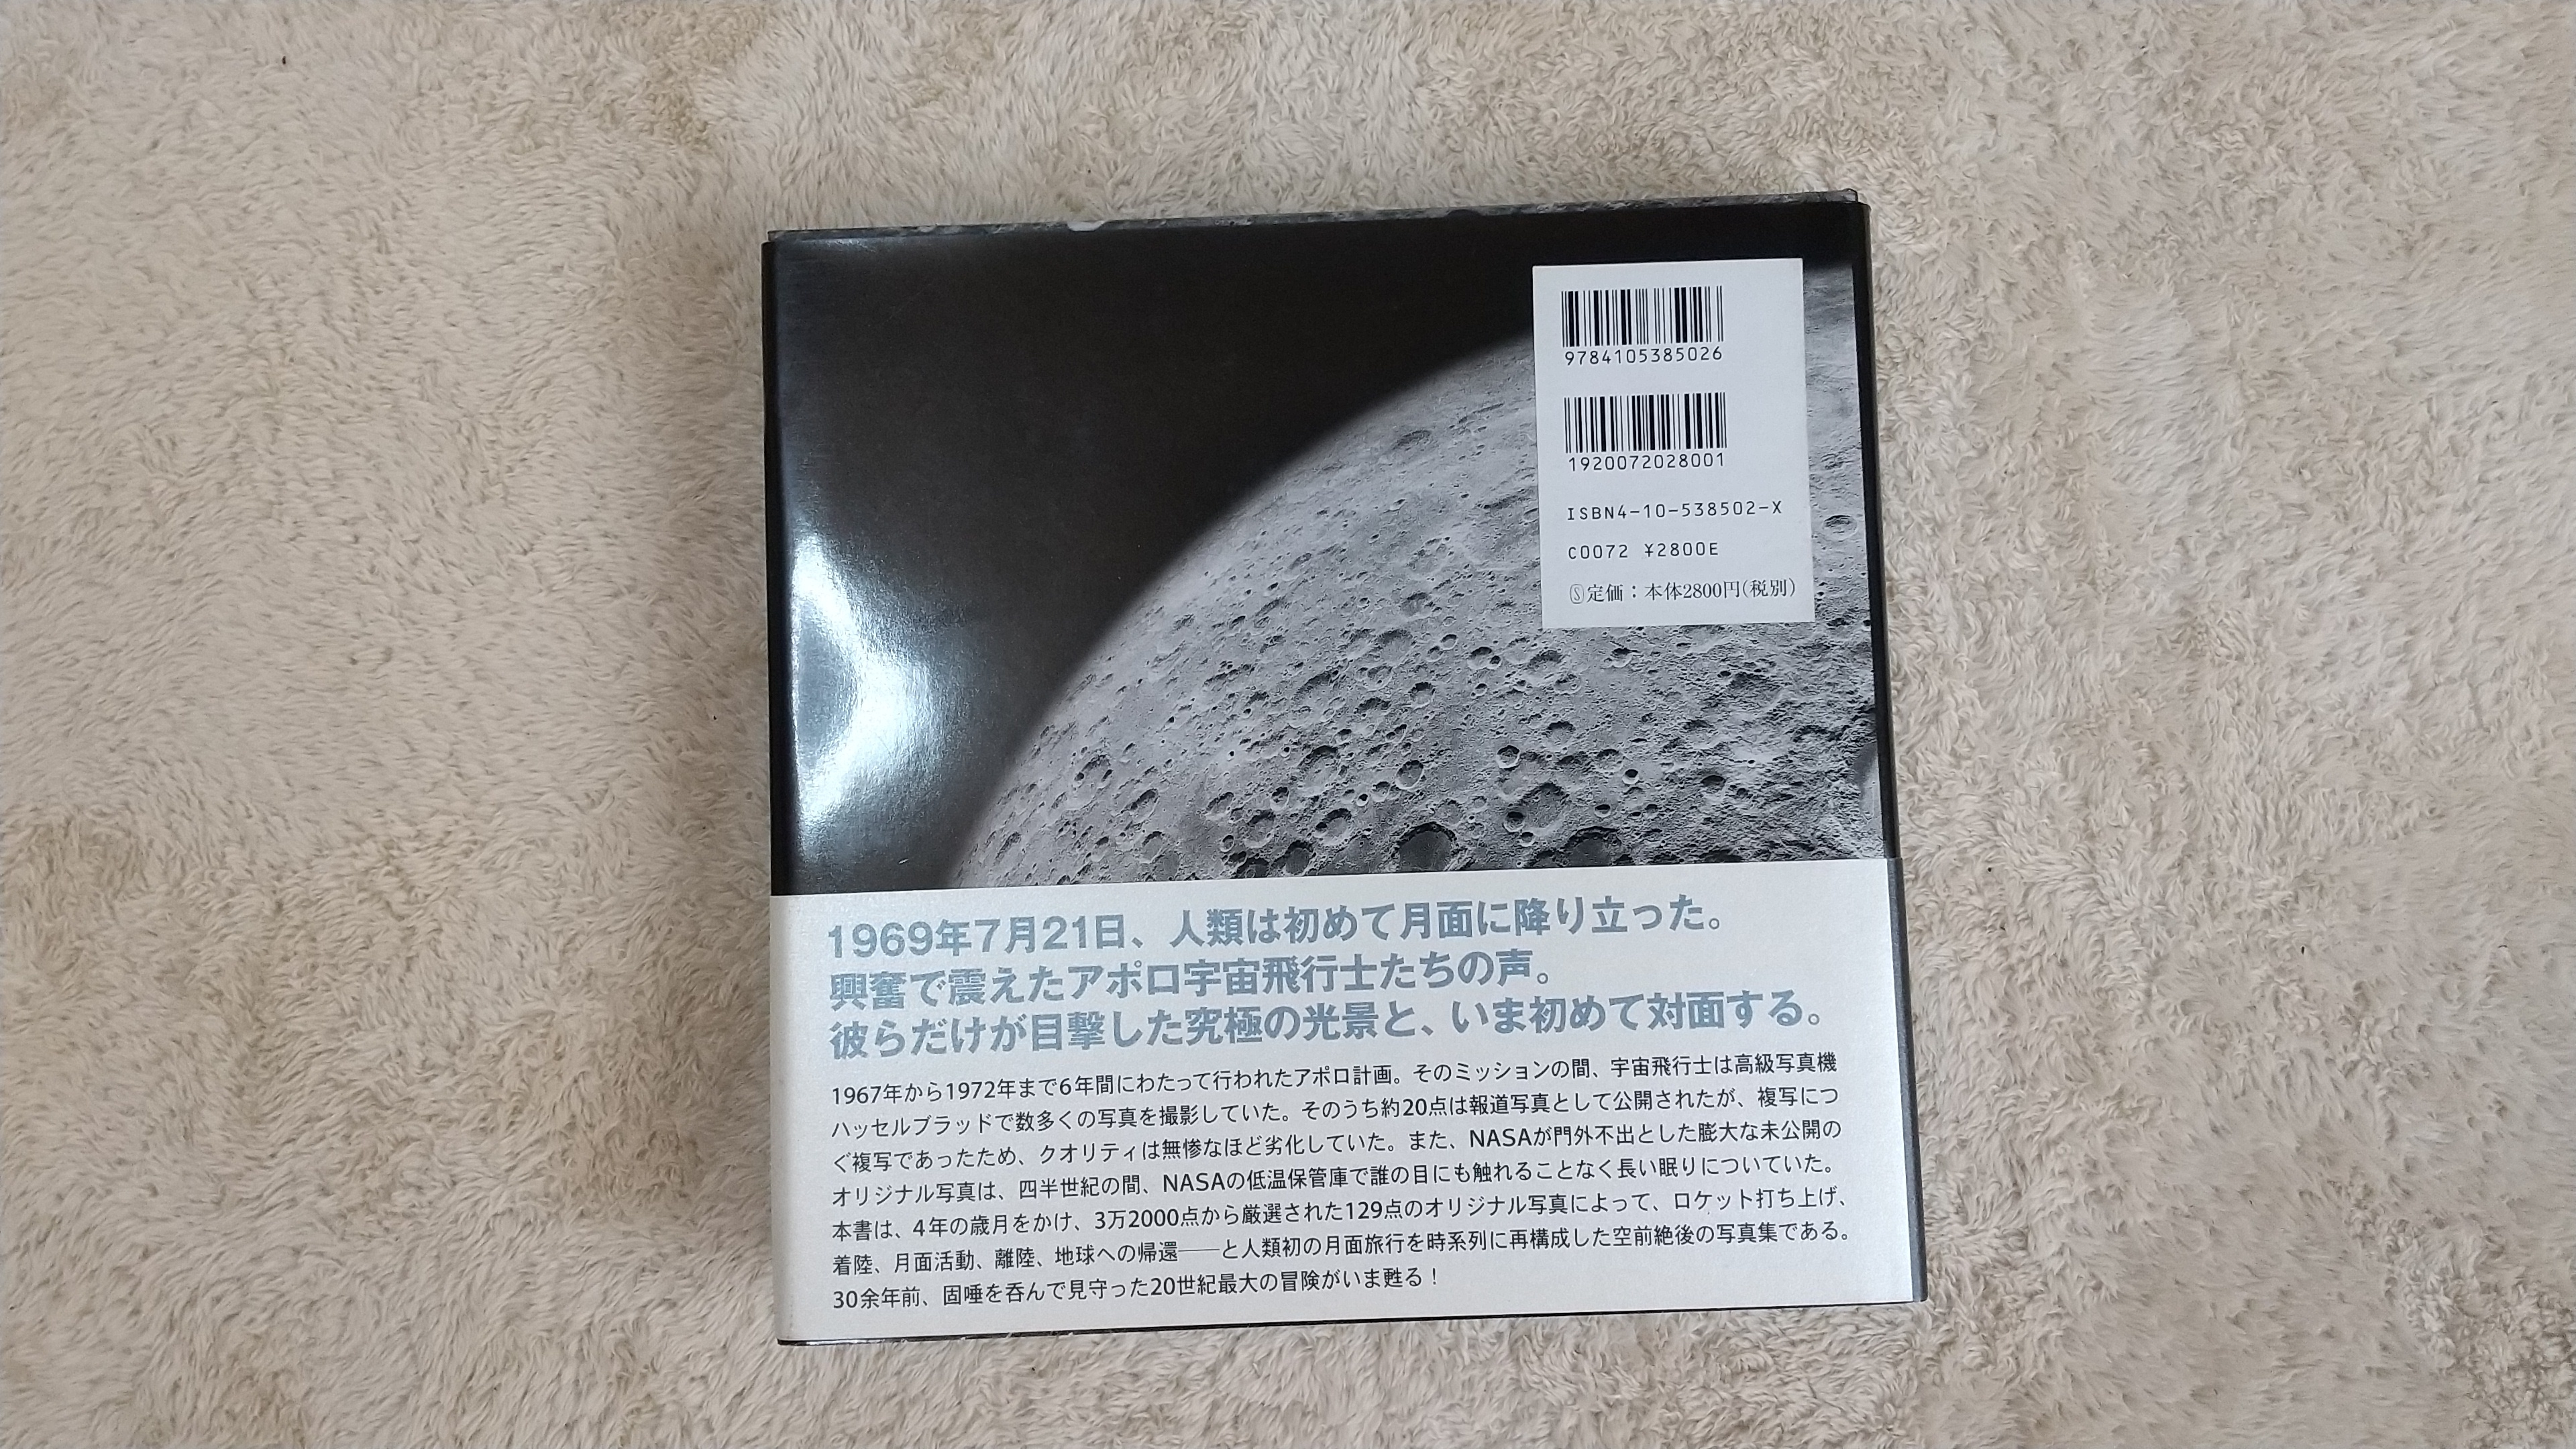 9784105385026
1920072028001
ISBN4-10-538502-X
C0072 ¥2800E
Ⓢ定価：本体2800円(税別)
1969年7月21日、人類は初めて月面に降り立った。
興奮で震えたアポロ宇宙飛行士たちの声。
彼らだけが目撃した究極の光景と、いま初めて対面する。
1967年から1972年まで6年間にわたって行われたアポロ計画。そのミッションの間、宇宙飛行士は高級写真機
ハッセルブラッドで数多くの写真を撮影していた。そのうち約20点は報道写真として公開されたが、複写につ
ぐ複写であったため、クオリティは無惨なほど劣化していた。また、NASAが門外不出とした膨大な未公開の
オリジナル写真は、四半世紀の間、NASAの低温保管庫で誰の目にも触れることなく長い眠りについていた。
本書は、4年の歳月をかけ、3万2000点から厳選された129点のオリジナル写真によって、ロケット打ち上げ、
着陸、月面活動、離陸、地球への帰還──と人類初の月面旅行を時系列に再構成した空前絶後の写真集である。
30余年前、固唾を呑んで見守った20世紀最大の冒険がいま甦る！